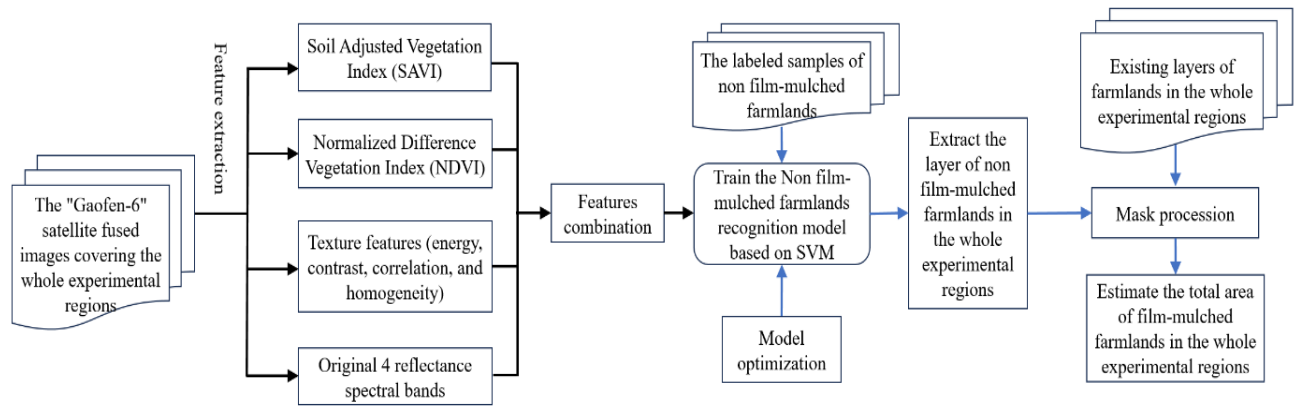 The "Gaofen-6"
satellite fused
images covering the
whole experimental
regions
Feature extraction
Soil Adjusted Vegetation
Index (SAVI)
Normalized Difference
Vegetation Index (NDVI)
Texture features (energy,
contrast, correlation, and
homogeneity)
Original 4 reflectance
spectral bands
Features
combination
The labeled samples of
non film-mulched
farmlands
Train the Non film-
mulched farmlands
recognition model
based on SVM
Model
optimization
Extract the
layer of non
film-mulched
farmlands in
the whole
experimental
regions
Existing layers of
farmlands in the whole
experimental regions
Mask procession
Estimate the total area
of film-mulched
farmlands in the whole
experimental regions